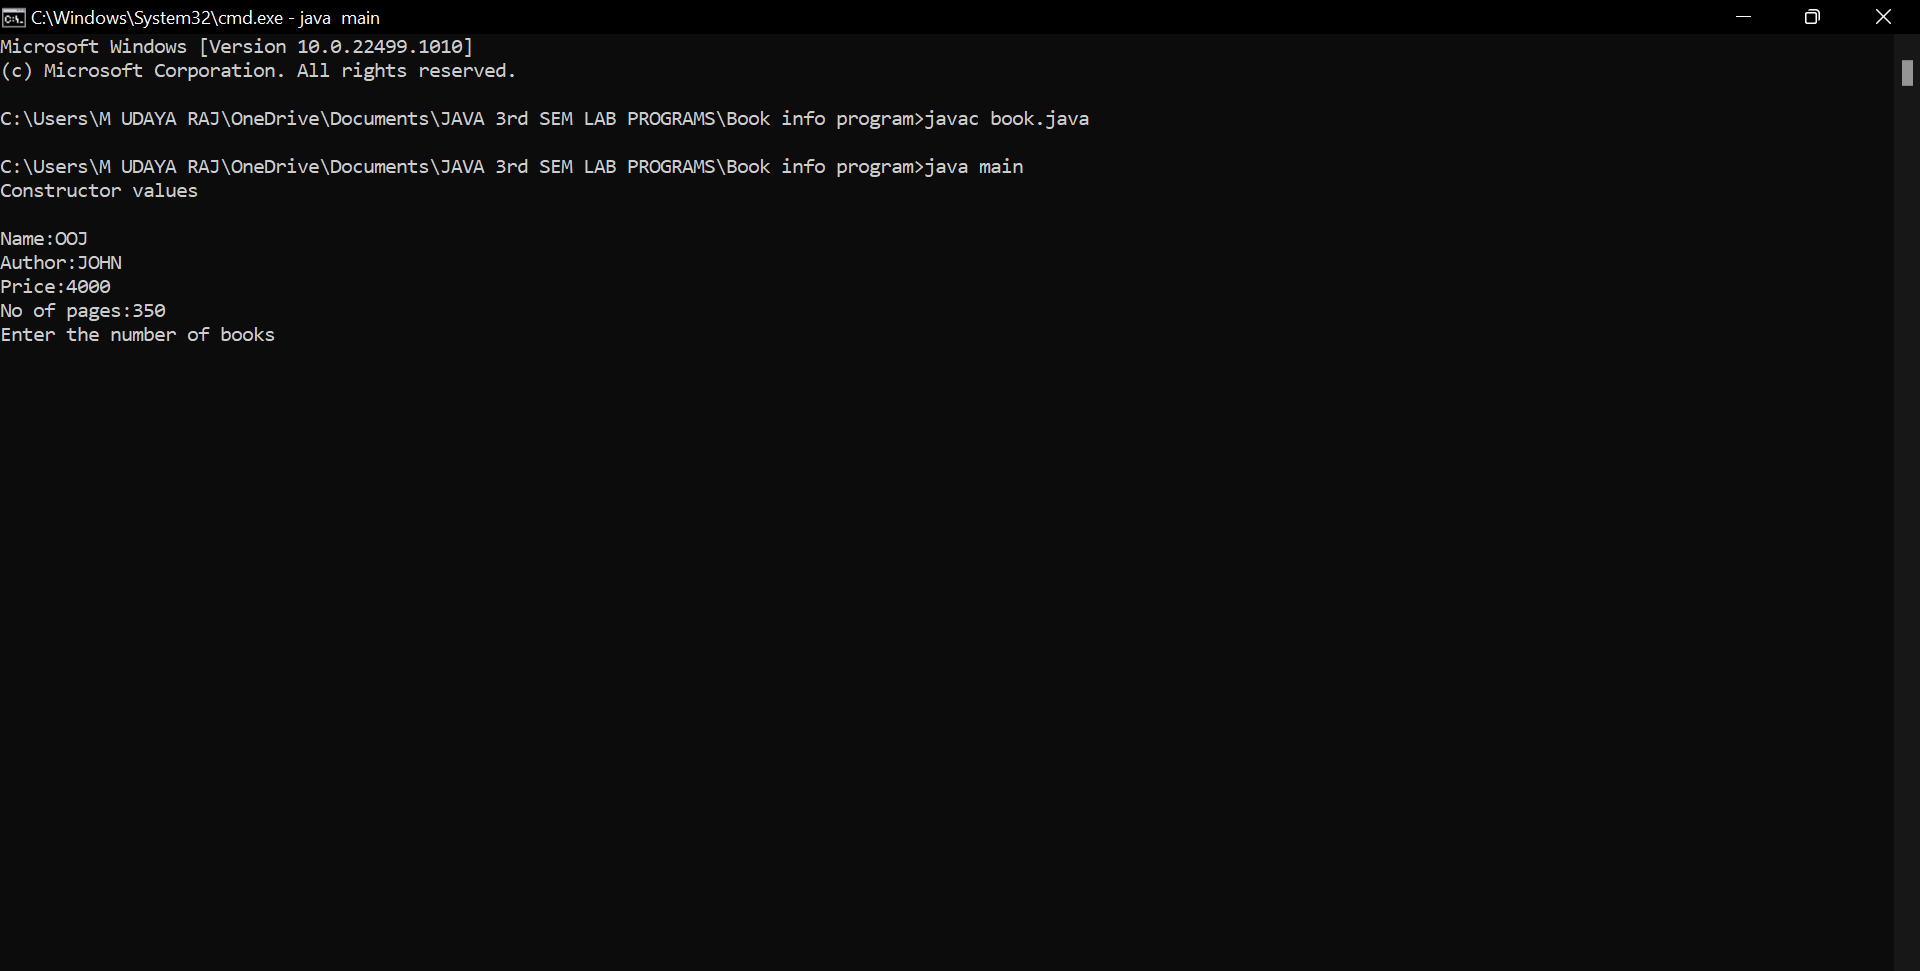 C:\Windows\System32\cmd.exe - java  main
Microsoft Windows [Version 10.0.22499.1010]
(c) Microsoft Corporation. All rights reserved.
C:\Users\M UDAYA RAJ\OneDrive\Documents\JAVA 3rd SEM LAB PROGRAMS\Book info program>javac book.java
C:\Users\M UDAYA RAJ\OneDrive\Documents\JAVA 3rd SEM LAB PROGRAMS\Book info program>java main
Constructor values
Name:OOJ
Author:JOHN
Price:4000
No of pages:350
Enter the number of books